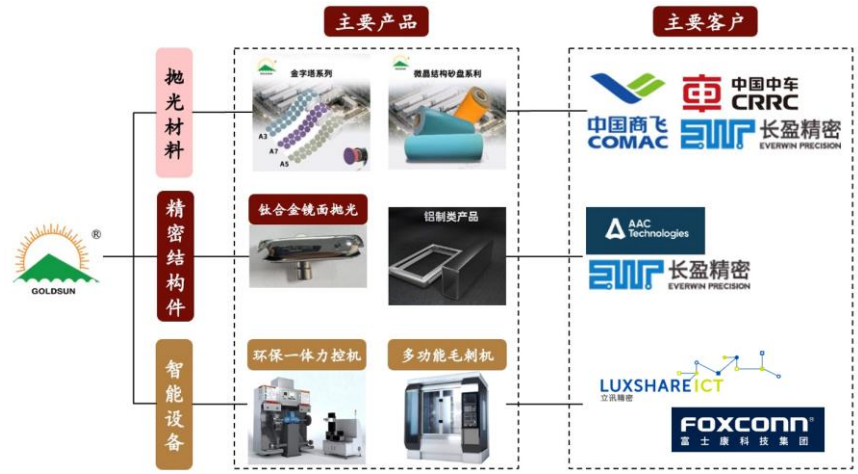 主要产品
主要客户
抛光材料
金字塔系列
A3
A7
A5
微晶结构砂盘系利
中国商飞
COMAC
中国中车
CRRC
EWP
长盈精密
EVERWIN PRECISION
GOLDSUN
®
精密结构件
钛合金镜面抛光
铝制类产品
AAC
Technologies
EWP
长盈精密
EVERWIN PRECISION
智能设备
环保一体力控机
多功能毛刺机
LUXSHARE ICT
立讯精密
FOXCONN®
富士康科技集团